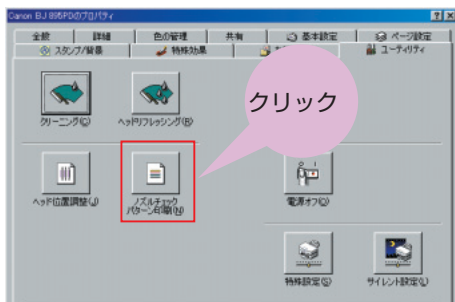 Canon BJ 895PDのプロパティ
全般 詳細 色の管理 共有 基本設定 ページ設定
スタンプ/背景 特殊効果 ユーティリティ
クリック
クリーニング(C) ヘッドリフレッシング(R)
ヘッド位置調整(J) ノズルチェック
パターン印刷(N) 電源オフ(O)
特殊設定(S) サイレント設定(L)